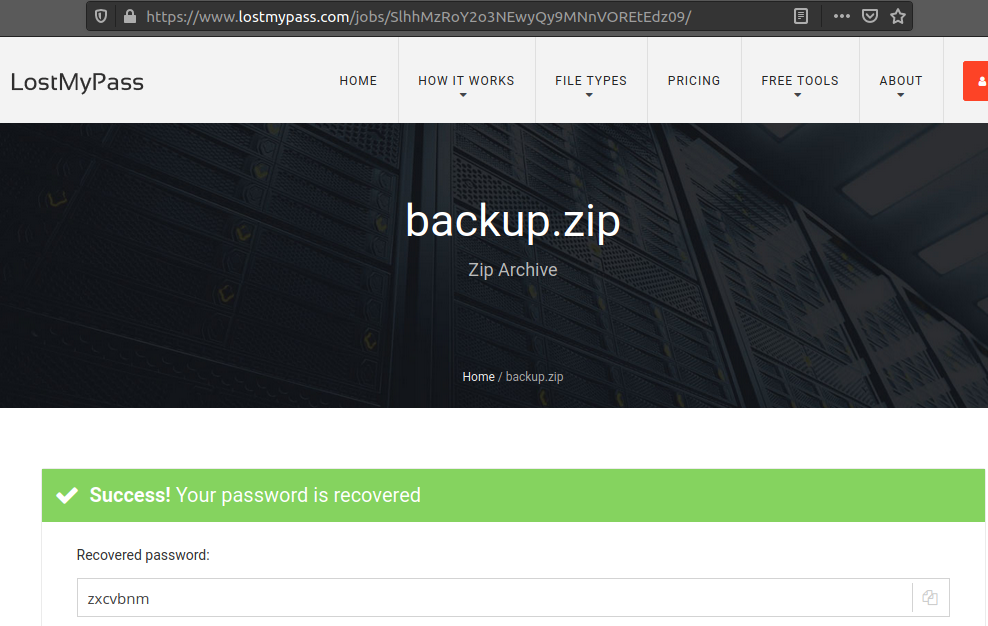 https://www.lostmypass.com/jobs/SlhhMzRoY2o3NEwyQy9MNnVOREtEdz09/
LostMyPass
HOME
HOW IT WORKS
FILE TYPES
PRICING
FREE TOOLS
ABOUT
backup.zip
Zip Archive
Home / backup.zip
Success! Your password is recovered
Recovered password:
zxcvbnm